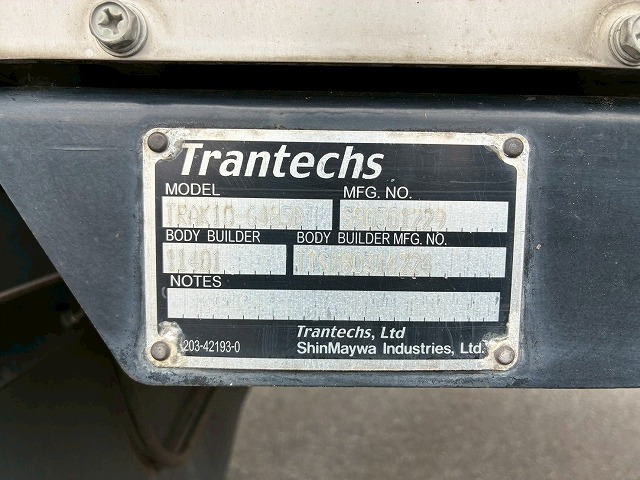 Trantechs
MODEL MFG. NO.
BODY BUILDER BODY BUILDER MFG. NO.
11401
NOTES
Trantechs, Ltd
1203-42193-0 ShinMaywa Industries, Ltd.